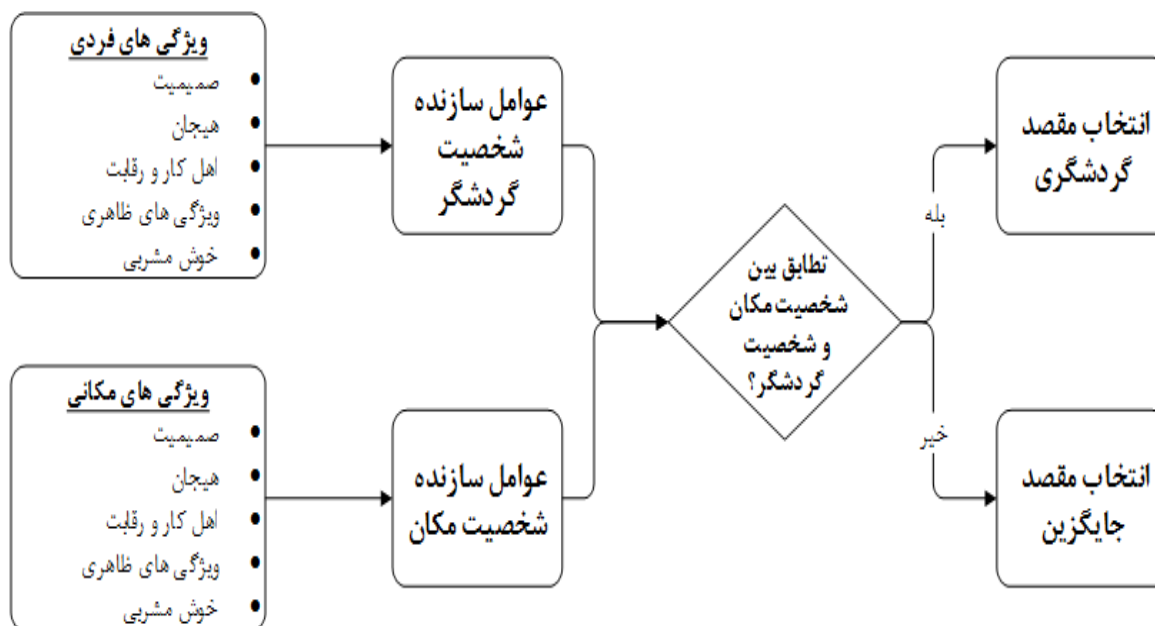 ویژگی های فردی
صمیمیت
هیجان
اهل کار و رقابت
ویژگی های ظاهری
خوش مشربی
عوامل سازنده
شخصیت
گردشگر
ویژگی های مکانی
صمیمیت
هیجان
اهل کار و رقابت
ویژگی های ظاهری
خوش مشربی
عوامل سازنده
شخصیت مکان
تطابق بین
شخصیت مکان
و شخصیت
گردشگر؟
بله
انتخاب مقصد
گردشگری
خیر
انتخاب مقصد
جایگزین